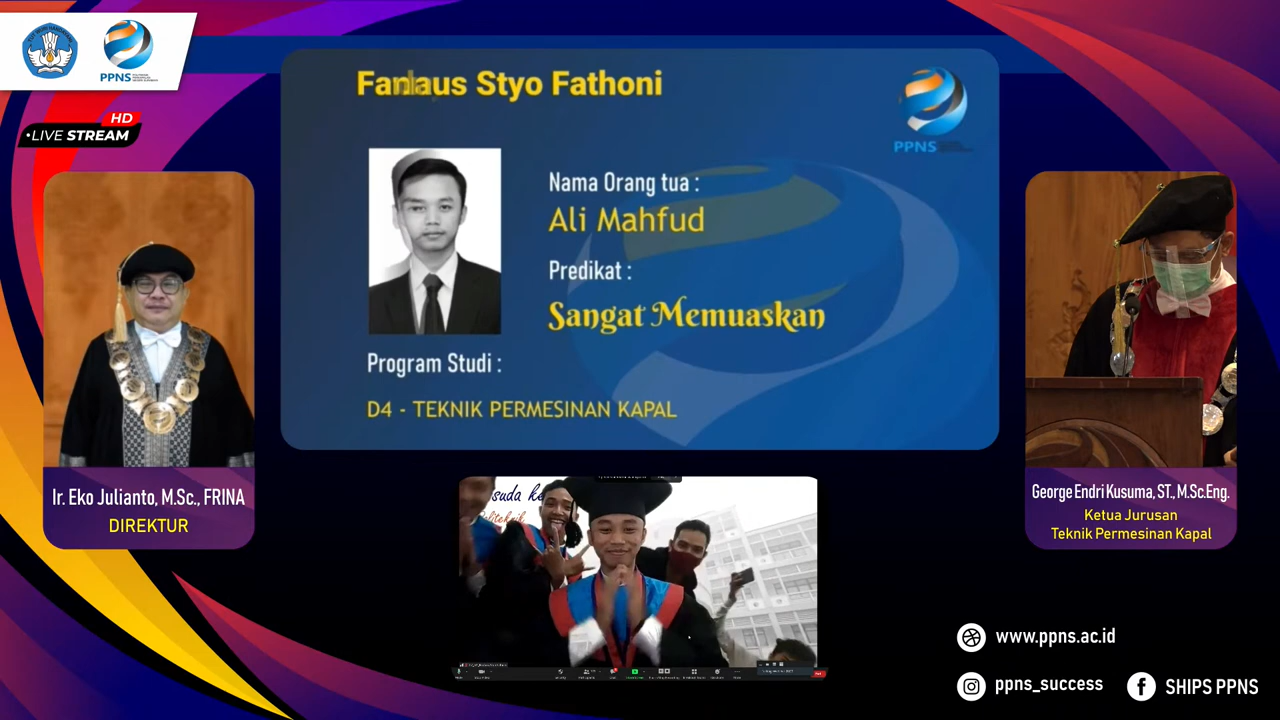 PPNS
HD
LIVE STREAM
Styo Fathoni
PPNS
Nama Orang tua :
Ali Mahfud
Predikat :
Sangat Memuaskan
Program Studi :
D4 - TEKNIK PERMESINAN KAPAL
Ir. Eko Julianto, M.Sc., FRINA
DIREKTUR
George Endri Kusuma, ST., M.Sc.Eng.
Ketua Jurusan
Teknik Permesinan Kapal
www.ppns.ac.id
ppns_success
SHIPS PPNS